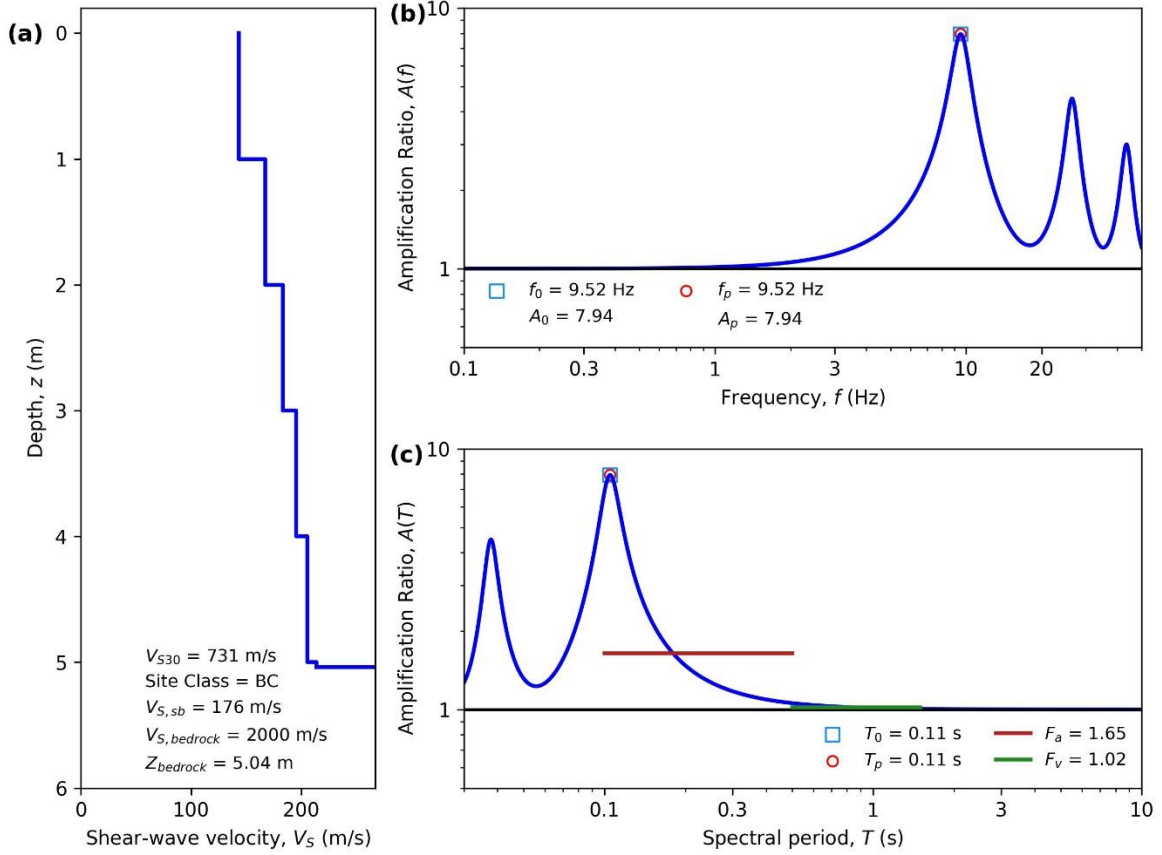 (a)
0
1
2
3
4
5
6
Depth, z (m)
V_S30 = 731 m/s
Site Class = BC
V_S,sb = 176 m/s
V_S,bedrock = 2000 m/s
Z_bedrock = 5.04 m
0 100 200
Shear-wave velocity, V_S (m/s)
(b)
10
1
Amplification Ratio, A(f)
f_0 = 9.52 Hz
A_0 = 7.94
f_p = 9.52 Hz
A_p = 7.94
0.1 0.3 1 3 10 20
Frequency, f (Hz)
(c)
10
1
Amplification Ratio, A(T)
T_0 = 0.11 s
T_p = 0.11 s
F_a = 1.65
F_v = 1.02
0.1 0.3 1 3 10
Spectral period, T (s)